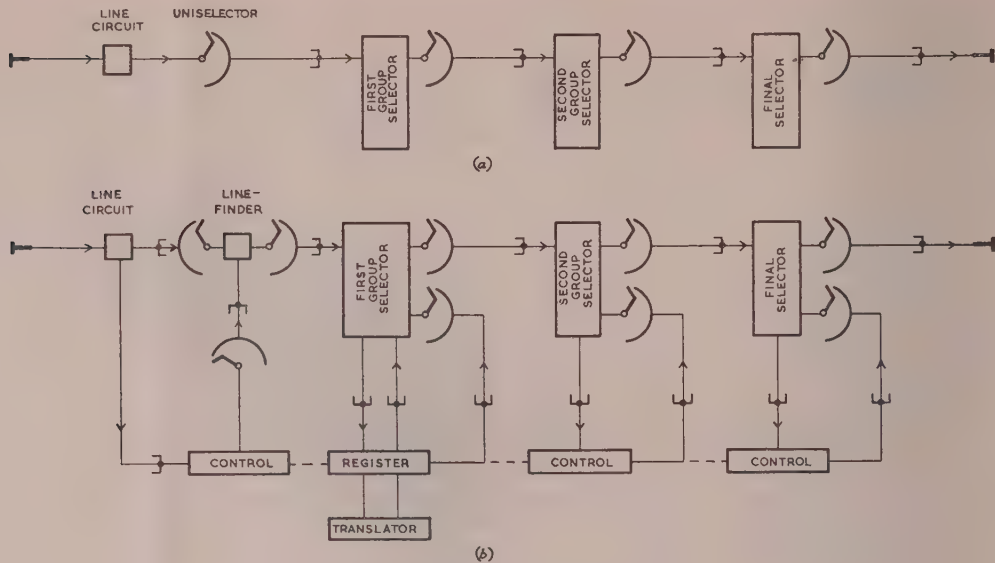 LINE
CIRCUIT
UNISELECTOR
FIRST
GROUP
SELECTOR
SECOND
GROUP
SELECTOR
FINAL
SELECTOR
(a)
LINE
CIRCUIT
LINE-
FINDER
FIRST
GROUP
SELECTOR
SECOND
GROUP
SELECTOR
FINAL
SELECTOR
CONTROL
REGISTER
CONTROL
CONTROL
TRANSLATOR
(b)